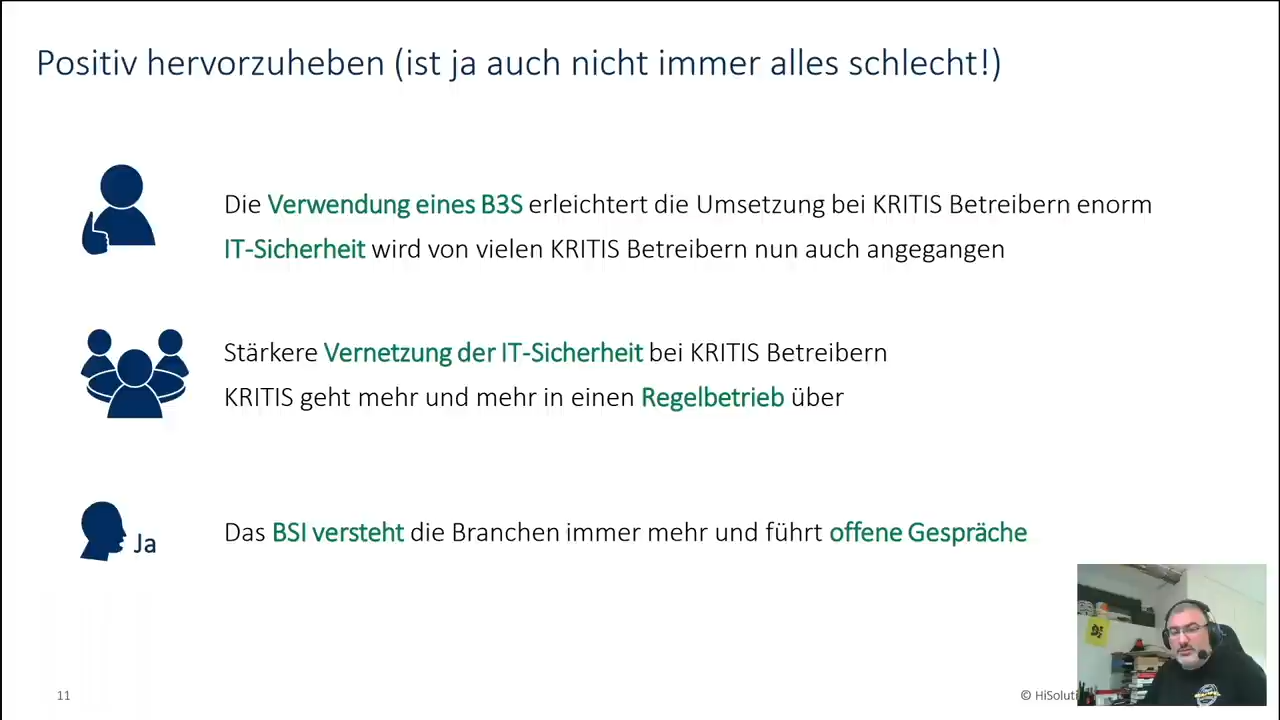 Positiv hervorzuheben (ist ja auch nicht immer alles schlecht!)
Die Verwendung eines B3S erleichtert die Umsetzung bei KRITIS Betreibern enorm
IT-Sicherheit wird von vielen KRITIS Betreibern nun auch angegangen
Stärkere Vernetzung der IT-Sicherheit bei KRITIS Betreibern
KRITIS geht mehr und mehr in einen Regelbetrieb über
Ja
Das BSI versteht die Branchen immer mehr und führt offene Gespräche
11
©